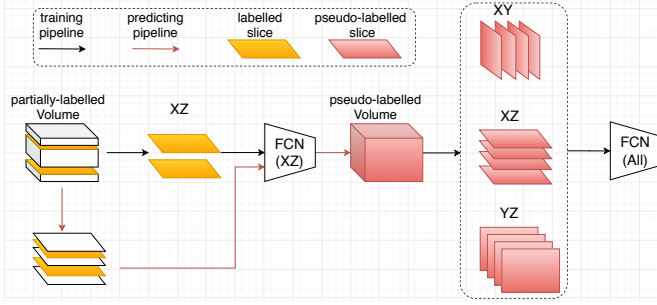 training
pipeline
predicting
pipeline
labelled
slice
pseudo-labelled
slice
XY
partially-labelled
Volume
XZ
FCN
(XZ)
pseudo-labelled
Volume
XZ
FCN
(All)
YZ